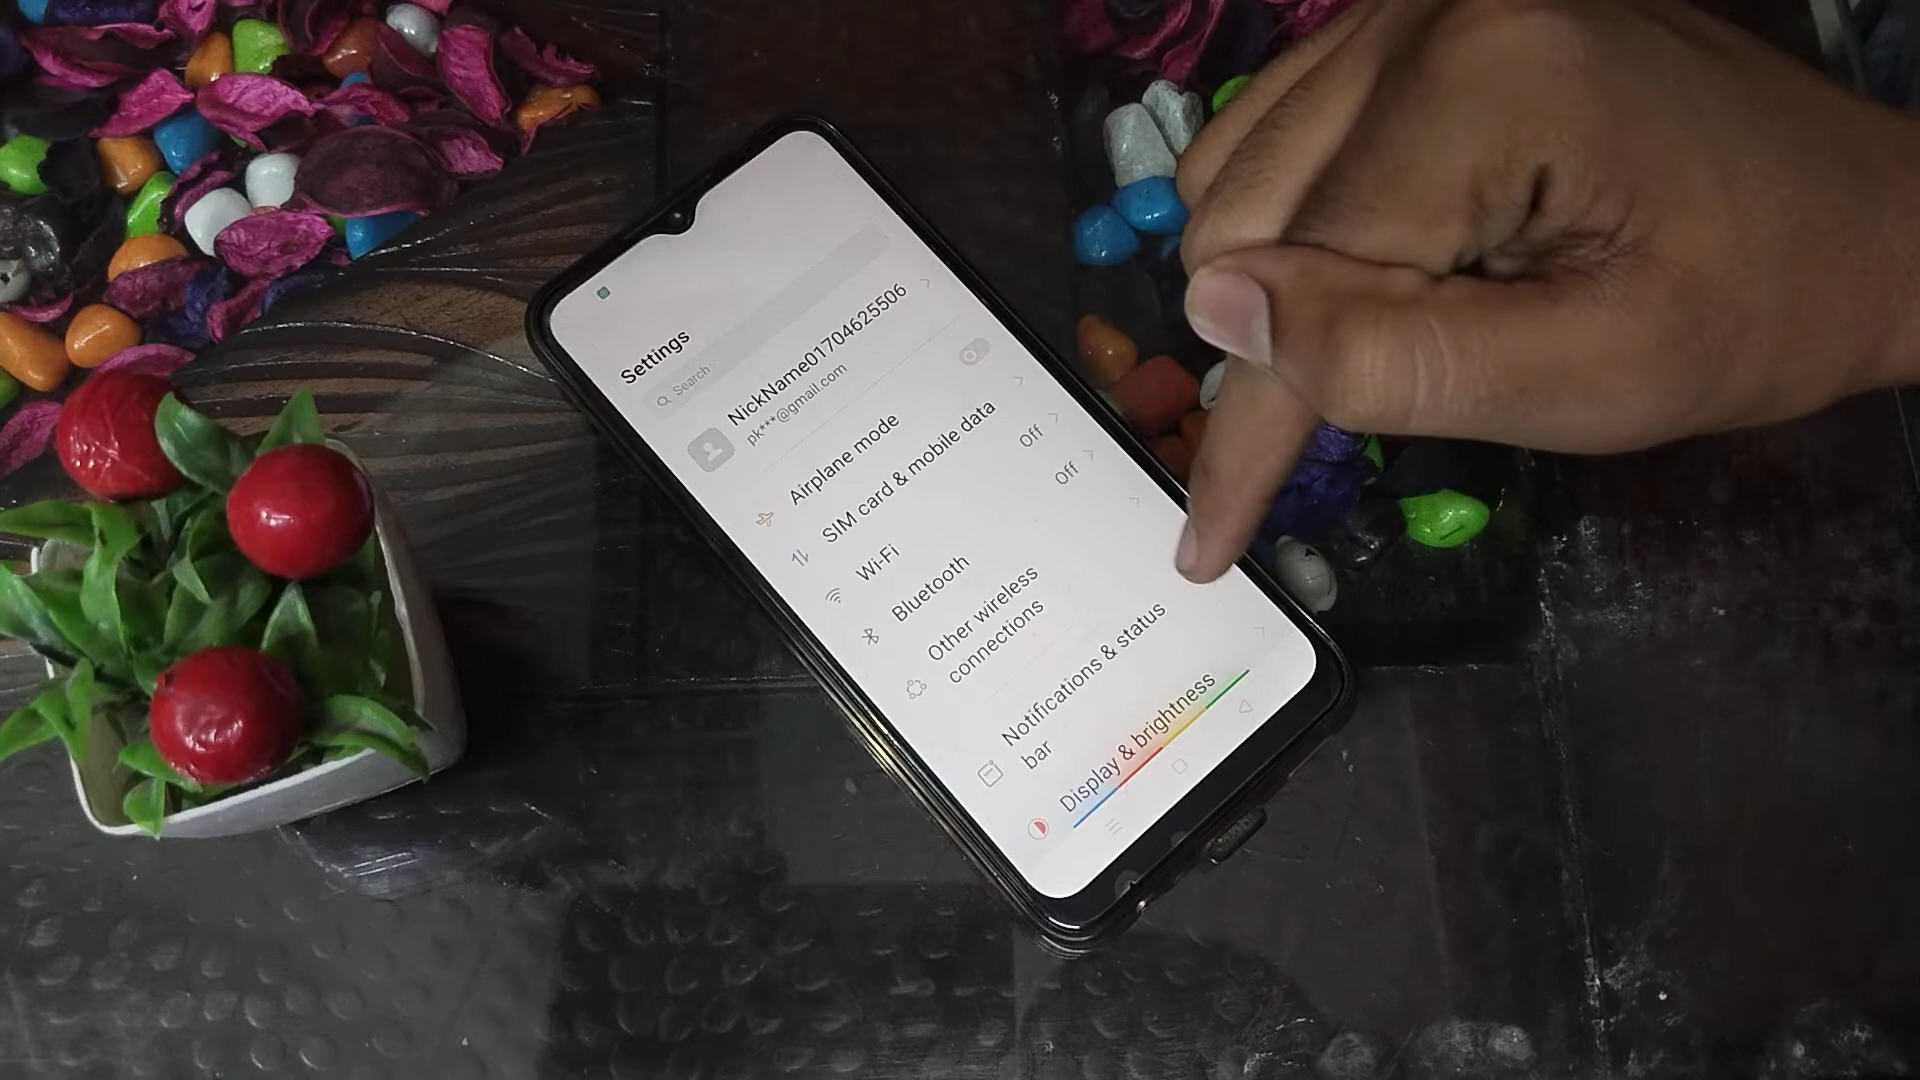 Settings
Search
NickName01704625506
pk***@gmail.com
Airplane mode
SIM card & mobile data
Wi-Fi
Off
Bluetooth
Off
Other wireless
connections
Notifications & status
bar
Display & brightness